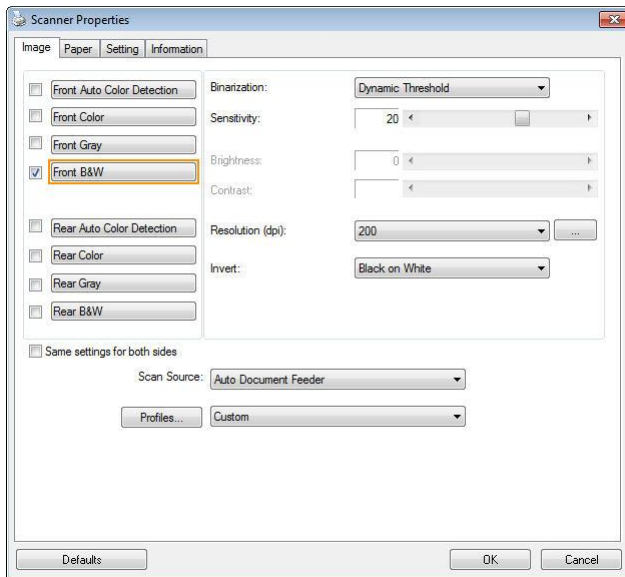 Scanner Properties
Image Paper Setting Information
Front Auto Color Detection
Front Color
Front Gray
Front B&W
Rear Auto Color Detection
Rear Color
Rear Gray
Rear B&W
Binarization: Dynamic Threshold
Sensitivity: 20
Brightness: 0
Contrast:
Resolution (dpi): 200 ...
Invert: Black on White
Same settings for both sides
Scan Source: Auto Document Feeder
Profiles... Custom
Defaults OK Cancel